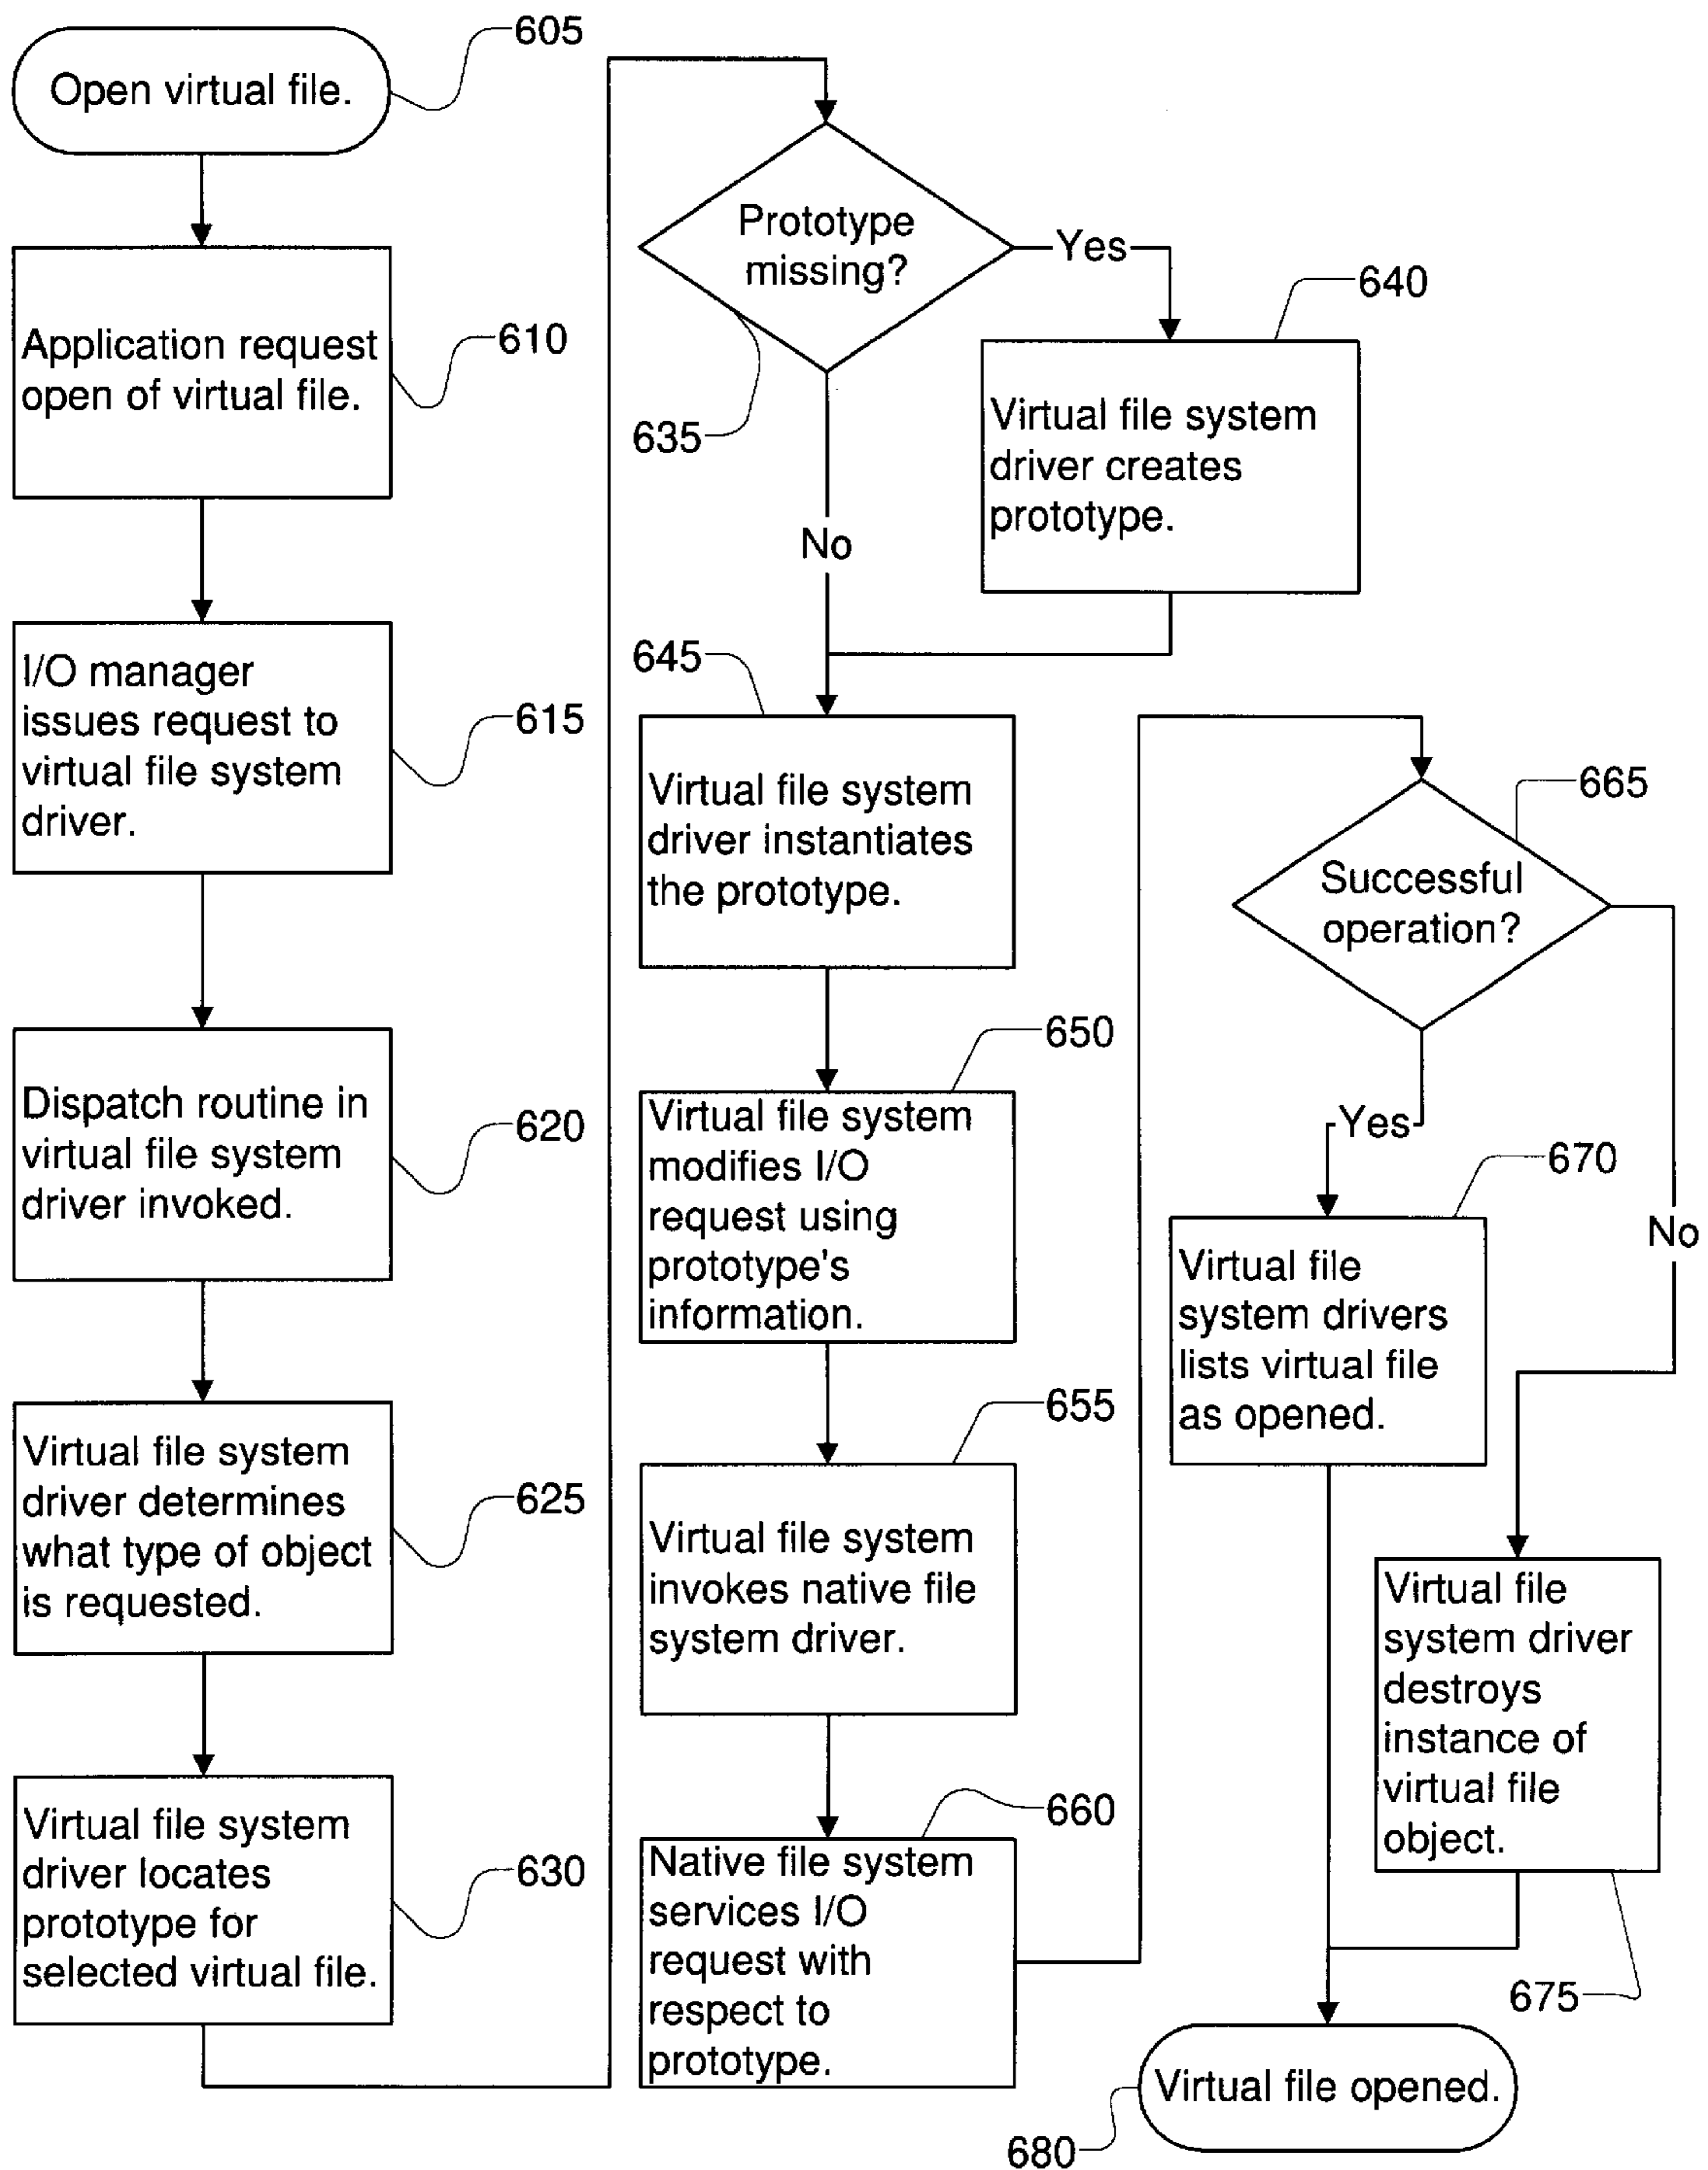 605
Open virtual file.
Application request
open of virtual file.
610
I/O manager
issues request to
virtual file system
driver.
615
Dispatch routine in
virtual file system
driver invoked.
620
Virtual file system
driver determines
what type of object
is requested.
625
Virtual file system
driver locates
prototype for
selected virtual file.
630
Prototype
missing?
635
Yes
640
Virtual file system
driver creates
prototype.
No
645
Virtual file system
driver instantiates
the prototype.
650
Virtual file system
modifies I/O
request using
prototype's
information.
655
Virtual file system
invokes native file
system driver.
660
Native file system
services I/O
request with
respect to
prototype.
665
Successful
operation?
Yes
670
Virtual file
system drivers
lists virtual file
as opened.
No
Virtual file
system driver
destroys
instance of
virtual file
object.
675
Virtual file opened.
680